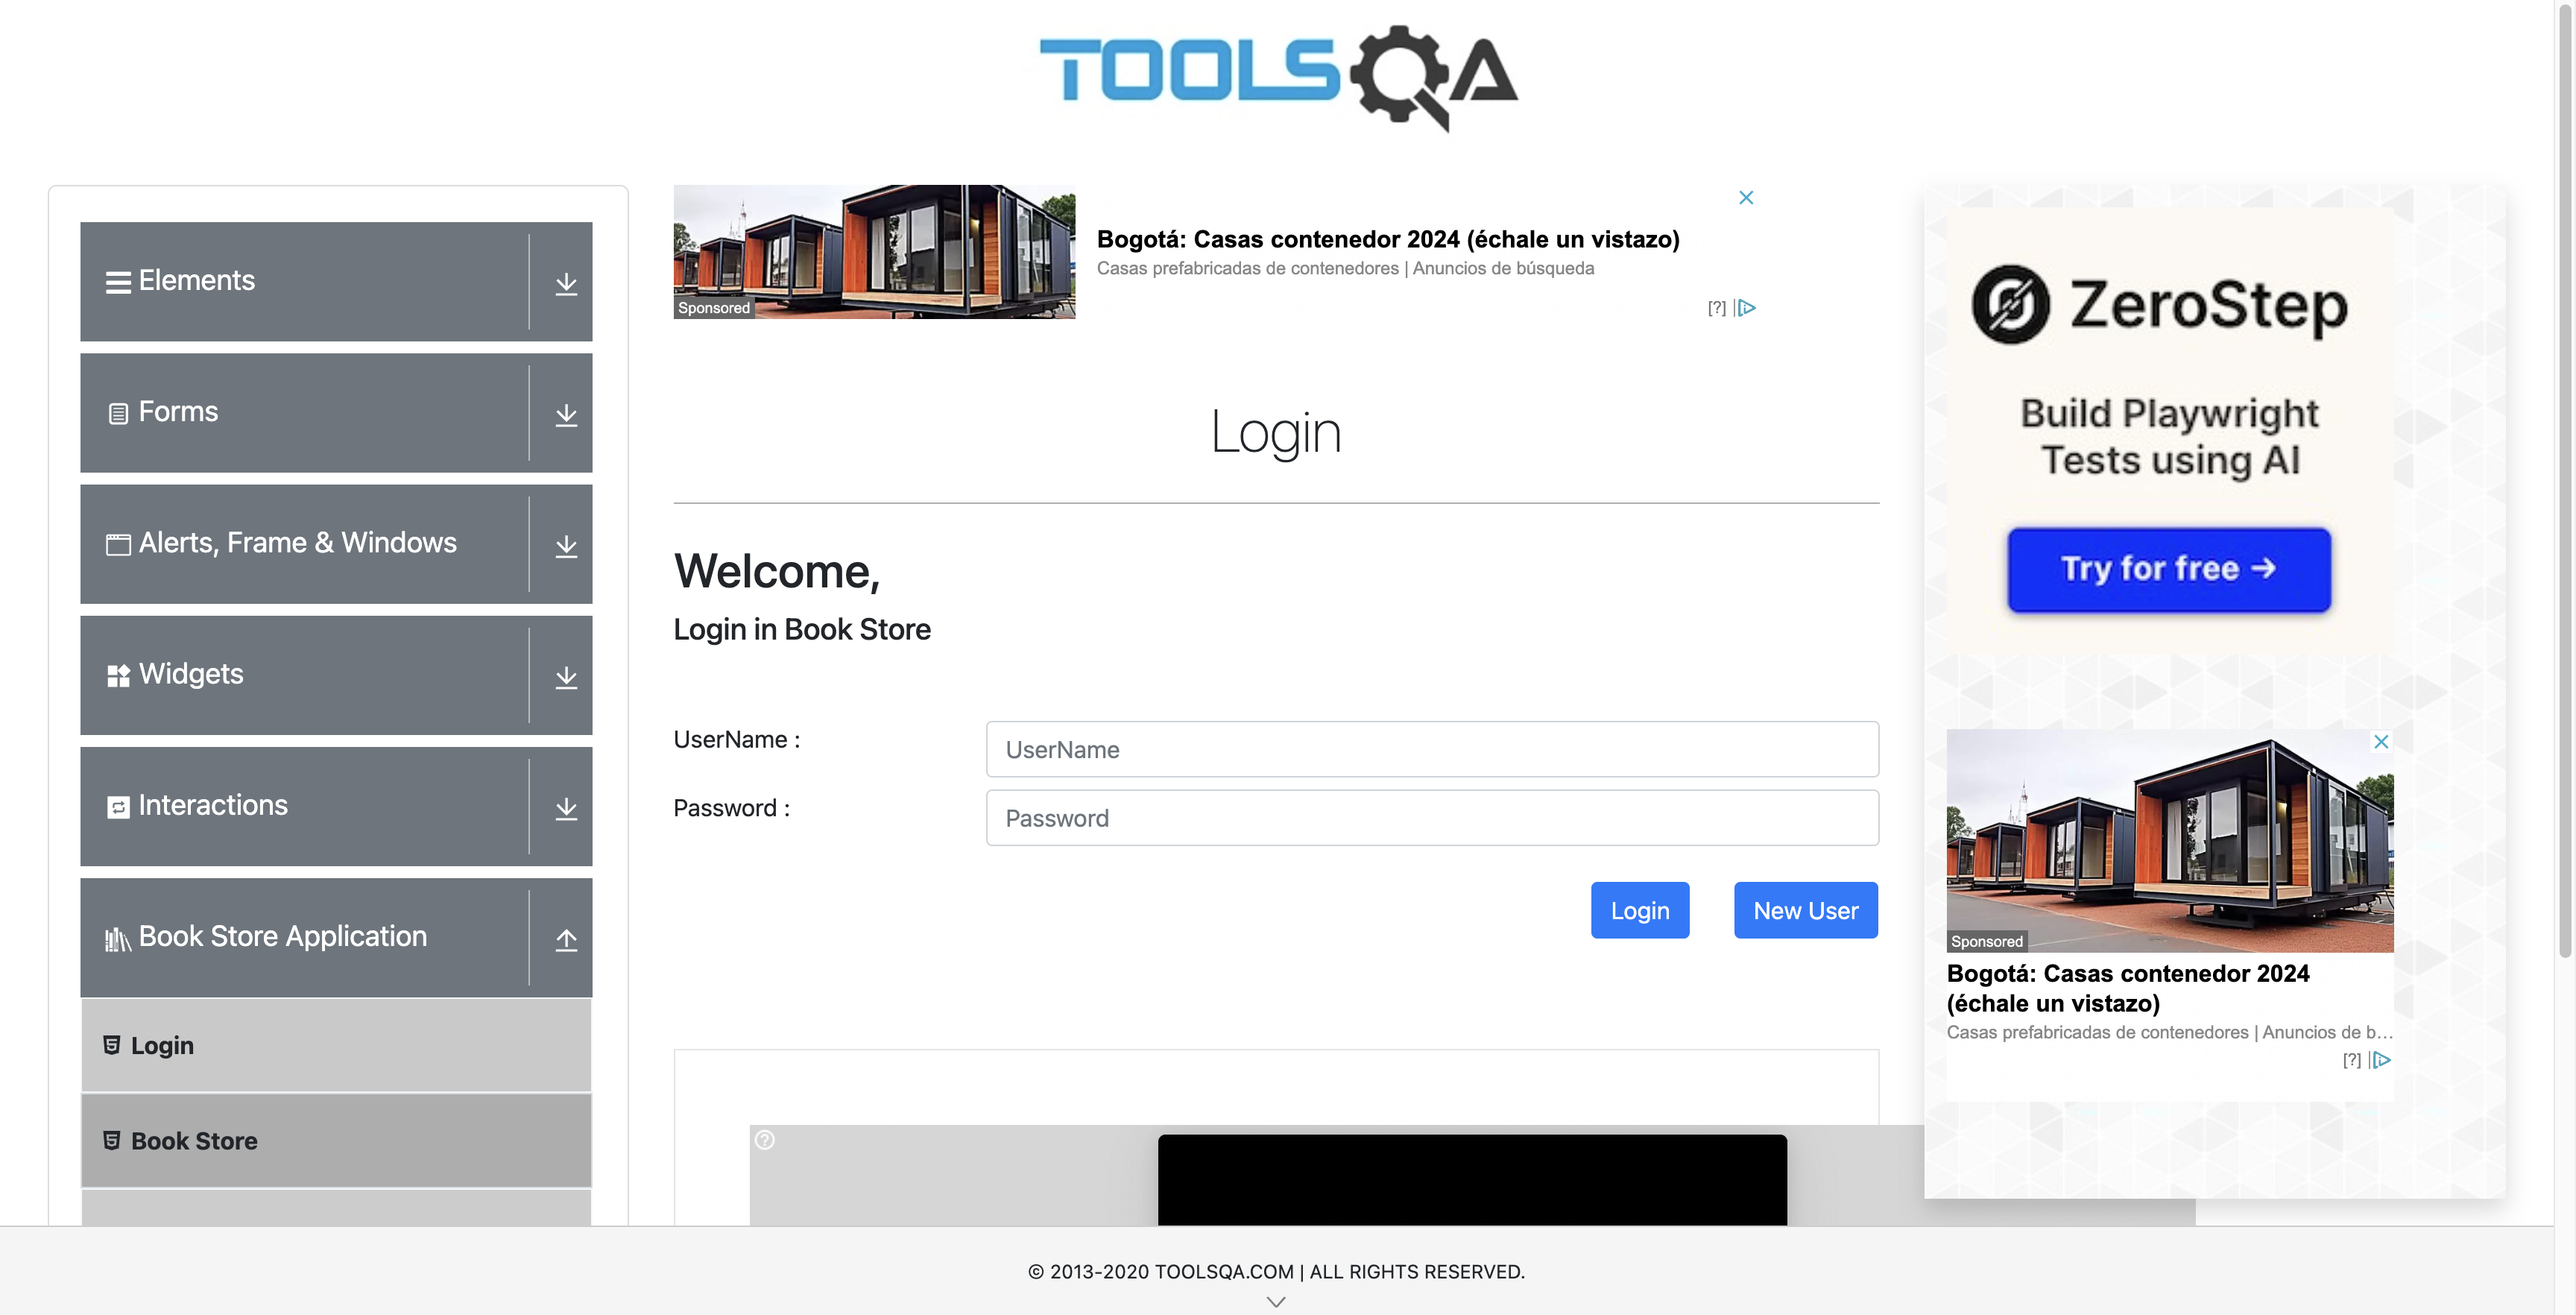 TOOLSQA
Elements
Forms
Alerts, Frame & Windows
Widgets
Interactions
Book Store Application
Login
Book Store
Sponsored
Bogotá: Casas contenedor 2024 (échale un vistazo)
Casas prefabricadas de contenedores | Anuncios de búsqueda
[?]
Login
Welcome,
Login in Book Store
UserName :
UserName
Password :
Password
Login
New User
ZeroStep
Build Playwright
Tests using AI
Try for free →
Sponsored
Bogotá: Casas contenedor 2024
(échale un vistazo)
Casas prefabricadas de contenedores | Anuncios de b...
[?]
© 2013-2020 TOOLSQA.COM | ALL RIGHTS RESERVED.